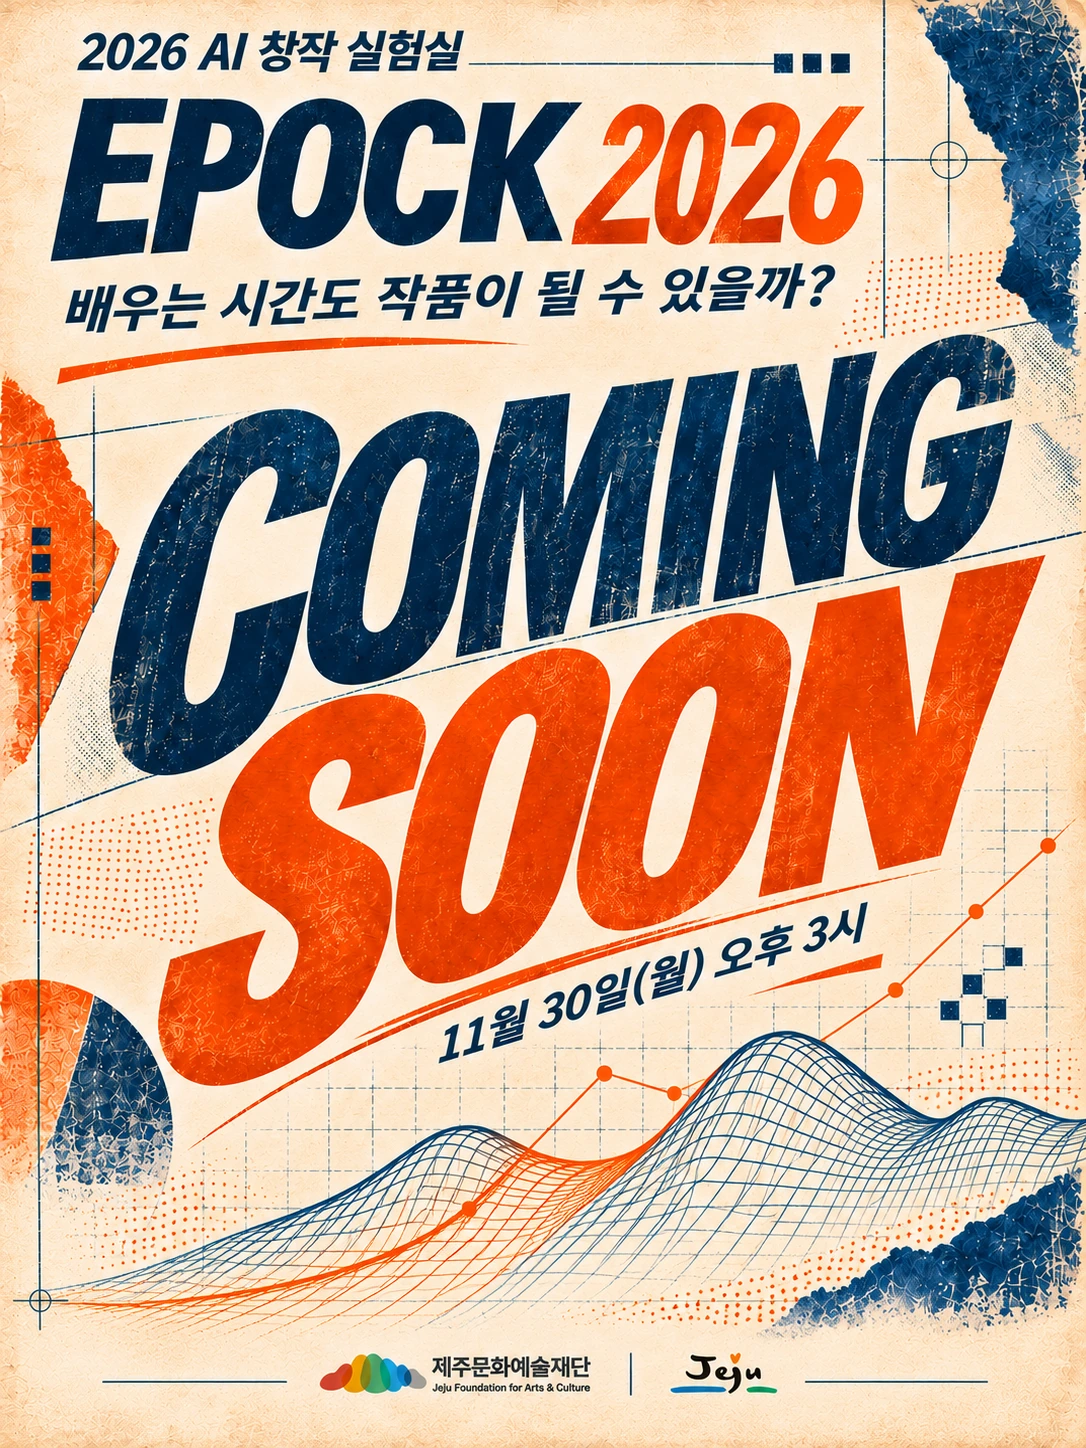 2026 AI 창작 실험실
EPOCK 2026
배우는 시간도 작품이 될 수 있을까?
COMING
SOON
11월 30일(월) 오후 3시
제주문화예술재단
Jeju Foundation for Arts & Culture
Jeju